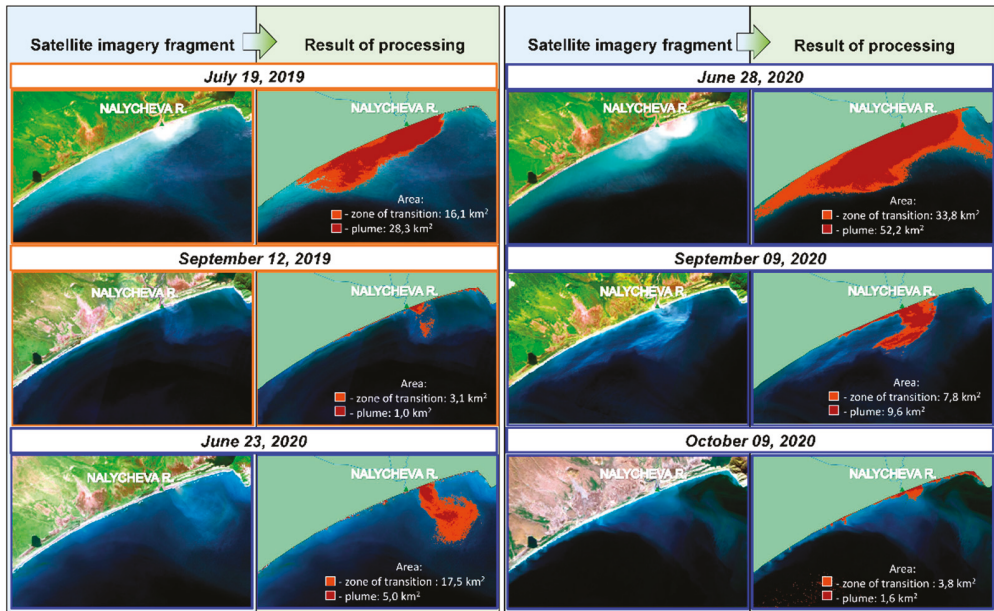 Satellite imagery fragment
Result of processing
July 19, 2019
NALYCHEVA R.
NALYCHEVA R.
Area:
- zone of transition: 16,1 km²
- plume: 28,3 km²
September 12, 2019
NALYCHEVA R.
NALYCHEVA R.
Area:
- zone of transition: 3,1 km²
- plume: 1,0 km²
June 23, 2020
NALYCHEVA R.
NALYCHEVA R.
Area:
- zone of transition : 17,5 km²
- plume: 5,0 km²
Satellite imagery fragment
Result of processing
June 28, 2020
NALYCHEVA R.
NALYCHEVA R.
Area:
- zone of transition: 33,8 km²
- plume: 52,2 km²
September 09, 2020
NALYCHEVA R.
NALYCHEVA R.
Area:
- zone of transition: 7,8 km²
- plume: 9,6 km²
October 09, 2020
NALYCHEVA R.
NALYCHEVA R.
Area:
- zone of transition: 3,8 km²
- plume: 1,6 km²